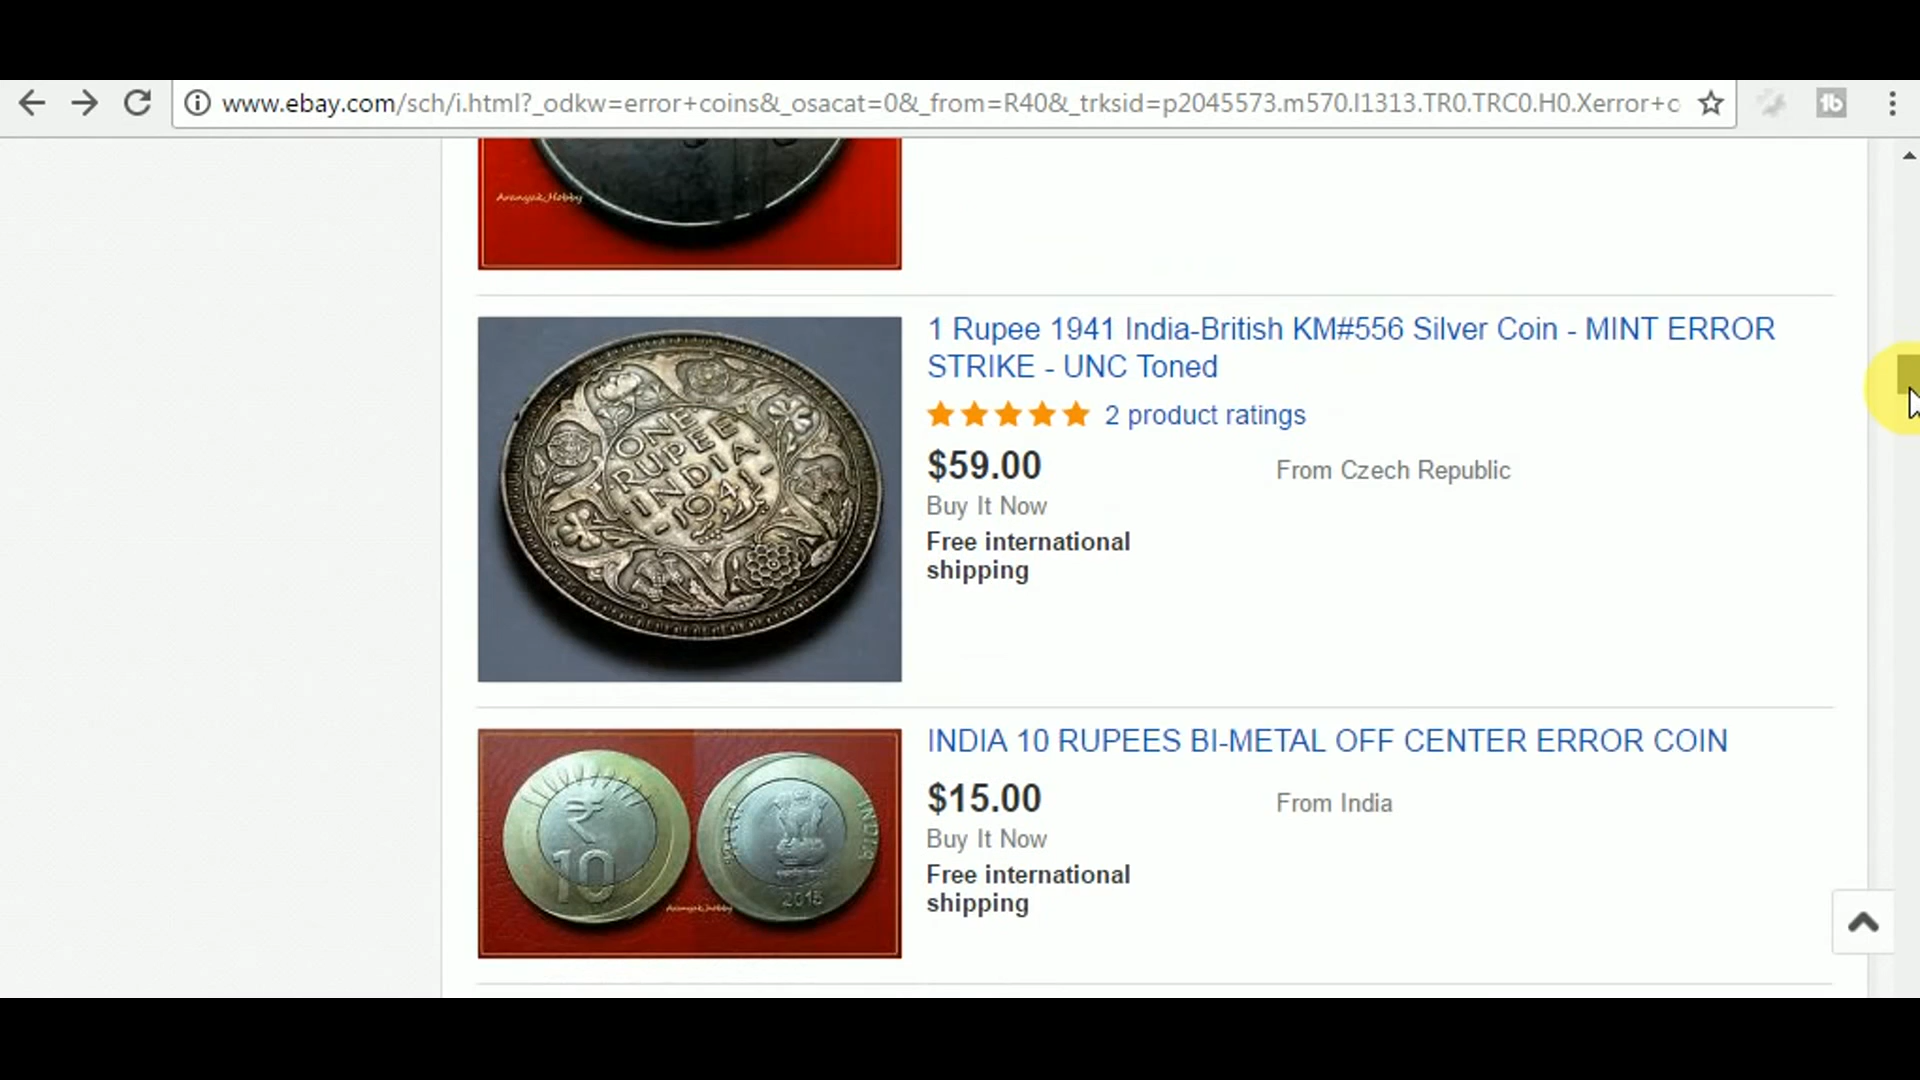 www.ebay.com/sch/i.html?_odkw=error+coins&_osacat=0&_from=R40&_trksid=p2045573.m570.l1313.TR0.TRC0.H0.Xerror+c
Aranyak_Hobby
1 Rupee 1941 India-British KM#556 Silver Coin - MINT ERROR
STRIKE - UNC Toned
2 product ratings
$59.00
From Czech Republic
Buy It Now
Free international
shipping
ONE
RUPEE
INDIA
1941
INDIA 10 RUPEES BI-METAL OFF CENTER ERROR COIN
$15.00
From India
Buy It Now
Free international
shipping
₹
10
INDIA
Aranyak_hobby